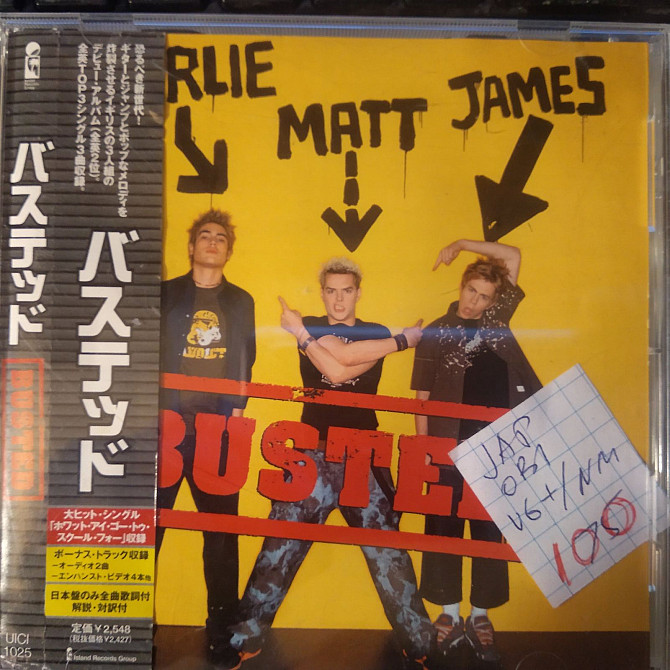 バステッド
BUSTED
UICI
1025
恐るべき新世代!
ギターとジャンプとポップなメロディを
炸裂させるイギリスの3人組の
デビュー・アルバム(全英2位)。
全英TOP3シングル3曲収録。
バステッド
大ヒット・シングル
「ホワット・アイ・ゴー・トゥ・
スクール・フォー」収録
ボーナス・トラック収録
−オーディオ2曲
−エンハンスト・ビデオ4本他
日本盤のみ全曲歌詞付
解説・対訳付
定価¥2,548
(税抜価格¥2,427)
Island Records Group
RLIE
MATT
JAMES
BUSTE
JAP
OBI
VG+/NM
100